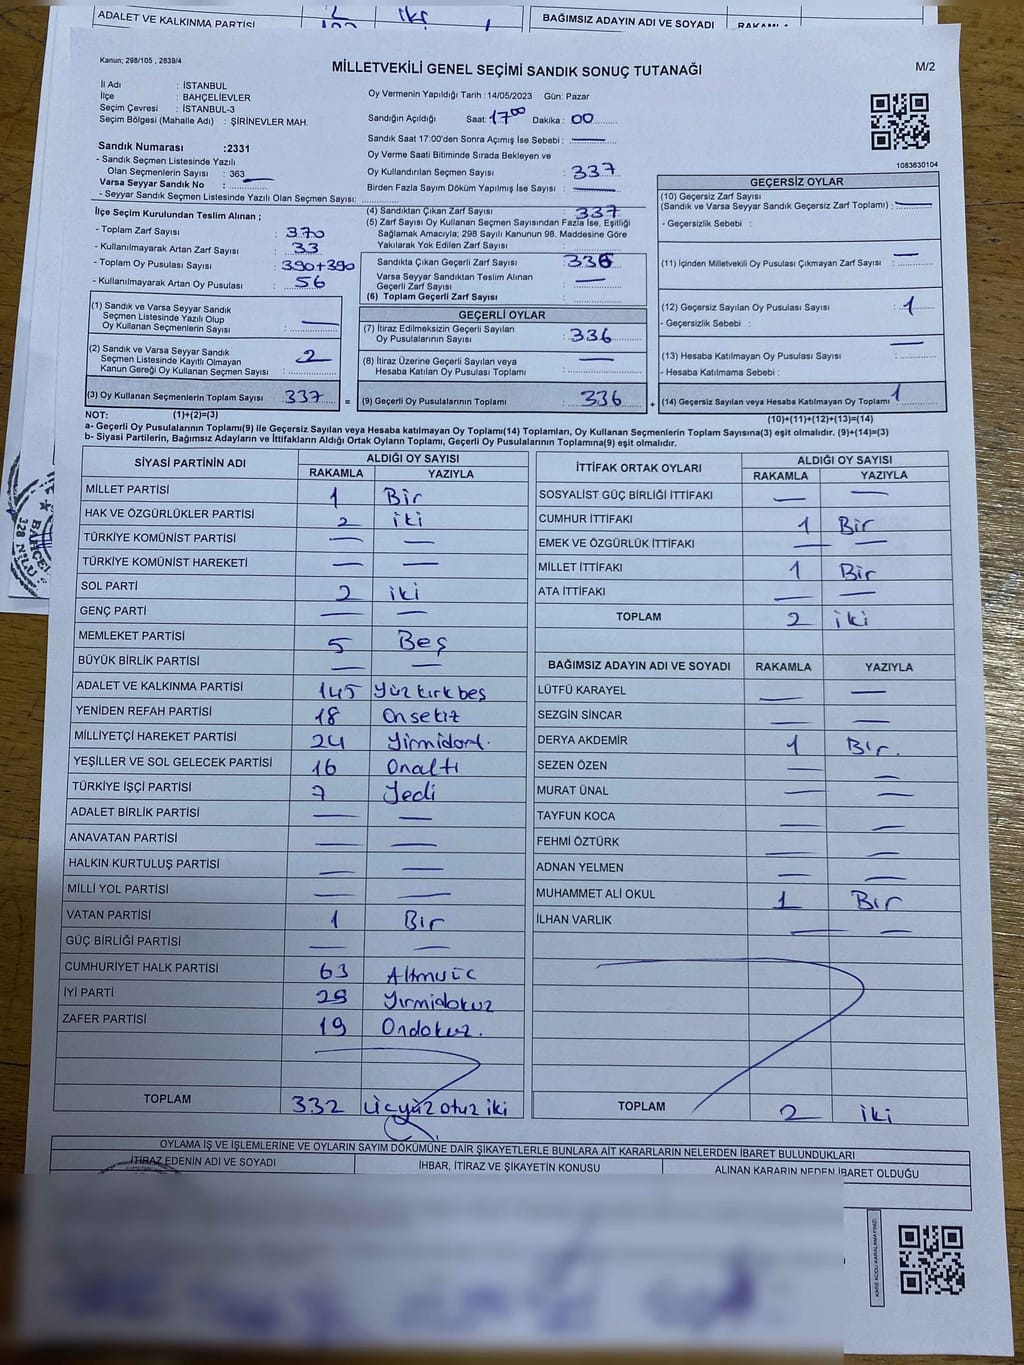 ADALET VE KALKINMA PARTİSİ iki
BAĞIMSIZ ADAYIN ADI VE SOYADI RAKAMLA
Kanun; 298/105 , 2839/4
MİLLETVEKİLİ GENEL SEÇİMİ SANDIK SONUÇ TUTANAĞI
M/2
İl Adı : İSTANBUL
İlçe : BAHÇELİEVLER
Seçim Çevresi : İSTANBUL-3
Seçim Bölgesi (Mahalle Adı) : ŞİRİNEVLER MAH.
Oy Vermenin Yapıldığı Tarih :14/05/2023 Gün: Pazar
Sandığın Açıldığı Saat: 17 00 Dakika : 00
Sandık Saat 17:00'den Sonra Açımış İse Sebebi : —
Oy Verme Saati Bitiminde Sırada Bekleyen ve
Oy Kullandırılan Seçmen Sayısı : 337
Birden Fazla Sayım Döküm Yapılmış İse Sayısı : —
1083630104
Sandık Numarası :2331
- Sandık Seçmen Listesinde Yazılı
Olan Seçmenlerin Sayısı : 363
Varsa Seyyar Sandık No :
- Seyyar Sandık Seçmen Listesinde Yazılı Olan Seçmen Sayısı:
İlçe Seçim Kurulundan Teslim Alınan ;
- Toplam Zarf Sayısı : 370
- Kullanılmayarak Artan Zarf Sayısı : 33
- Toplam Oy Pusulası Sayısı : 390+390
- Kullanılmayarak Artan Oy Pusulası : 56
(1) Sandık ve Varsa Seyyar Sandık
Seçmen Listesinde Yazılı Olup
Oy Kullanan Seçmenlerin Sayısı : —
(2) Sandık ve Varsa Seyyar Sandık
Seçmen Listesinde Kayıtlı Olmayan
Kanun Gereği Oy Kullanan Seçmen Sayısı : 2
(3) Oy Kullanan Seçmenlerin Toplam Sayısı : 337 =
(4) Sandıktan Çıkan Zarf Sayısı : 337
(5) Zarf Sayısı Oy Kullanan Seçmen Sayısından Fazla İse, Eşitliği
Sağlamak Amacıyla; 298 Sayılı Kanunun 98. Maddesine Göre
Yakılarak Yok Edilen Zarf Sayısı :
Sandıkta Çıkan Geçerli Zarf Sayısı : 336
Varsa Seyyar Sandıktan Teslim Alınan
Geçerli Zarf Sayısı : —
(6) Toplam Geçerli Zarf Sayısı :
GEÇERLİ OYLAR
(7) İtiraz Edilmeksizin Geçerli Sayılan
Oy Pusulalarının Sayısı : 336
(8) İtiraz Üzerine Geçerli Sayılan veya
Hesaba Katılan Oy Pusulası Toplamı : —
(9) Geçerli Oy Pusulalarının Toplamı : 336 +
GEÇERSİZ OYLAR
(10) Geçersiz Zarf Sayısı
(Sandık ve Varsa Seyyar Sandık Geçersiz Zarf Toplamı) : —
- Geçersizlik Sebebi :
(11) İçinden Milletvekili Oy Pusulası Çıkmayan Zarf Sayısı : —
(12) Geçersiz Sayılan Oy Pusulası Sayısı : 1
- Geçersizlik Sebebi :
(13) Hesaba Katılmayan Oy Pusulası Sayısı : —
- Hesaba Katılmama Sebebi :
(14) Geçersiz Sayılan veya Hesaba Katılmayan Oy Toplamı : 1
NOT: (1)+(2)=(3)
(10)+(11)+(12)+(13)=(14)
a- Geçerli Oy Pusulalarının Toplamı(9) ile Geçersiz Sayılan veya Hesaba katılmayan Oy Toplamı(14) Toplamları, Oy Kullanan Seçmenlerin Toplam Sayısına(3) eşit olmalıdır. (9)+(14)=(3)
b- Siyasi Partilerin, Bağımsız Adayların ve İttifakların Aldığı Ortak Oyların Toplamı, Geçerli Oy Pusulalarının Toplamına(9) eşit olmalıdır.
SİYASİ PARTİNİN ADI ALDIĞI OY SAYISI
RAKAMLA YAZIYLA
MİLLET PARTİSİ 1 Bir
HAK VE ÖZGÜRLÜKLER PARTİSİ 2 iki
TÜRKİYE KOMÜNİST PARTİSİ — —
TÜRKİYE KOMÜNİST HAREKETİ — —
SOL PARTİ 2 iki
GENÇ PARTİ — —
MEMLEKET PARTİSİ 5 Beş
BÜYÜK BİRLİK PARTİSİ — —
ADALET VE KALKINMA PARTİSİ 145 Yüz kırk beş
YENİDEN REFAH PARTİSİ 18 Onsekiz
MİLLİYETÇİ HAREKET PARTİSİ 24 Yirmidört.
YEŞİLLER VE SOL GELECEK PARTİSİ 16 Onaltı
TÜRKİYE İŞÇİ PARTİSİ 7 Yedi
ADALET BİRLİK PARTİSİ — —
ANAVATAN PARTİSİ — —
HALKIN KURTULUŞ PARTİSİ — —
MİLLİ YOL PARTİSİ — —
VATAN PARTİSİ 1 Bir
GÜÇ BİRLİĞİ PARTİSİ — —
CUMHURİYET HALK PARTİSİ 63 Altmüiç
İYİ PARTİ 29 Yirmidokuz
ZAFER PARTİSİ 19 Ondokuz.
TOPLAM 332 Üçyüz otuz iki
İTTİFAK ORTAK OYLARI ALDIĞI OY SAYISI
RAKAMLA YAZIYLA
SOSYALİST GÜÇ BİRLİĞİ İTTİFAKI — —
CUMHUR İTTİFAKI 1 Bir
EMEK VE ÖZGÜRLÜK İTTİFAKI — —
MİLLET İTTİFAKI 1 Bir
ATA İTTİFAKI — —
TOPLAM 2 iki
BAĞIMSIZ ADAYIN ADI VE SOYADI RAKAMLA YAZIYLA
LÜTFÜ KARAYEL — —
SEZGİN SİNCAR — —
DERYA AKDEMİR 1 Bir.
SEZEN ÖZEN — —
MURAT ÜNAL — —
TAYFUN KOCA — —
FEHMİ ÖZTÜRK — —
ADNAN YELMEN — —
MUHAMMET ALİ OKUL 1 Bir
İLHAN VARLIK — —
TOPLAM 2 iki
OYLAMA İŞ VE İŞLEMLERİNE VE OYLARIN SAYIM DÖKÜMÜNE DAİR ŞİKAYETLERLE BUNLARA AİT KARARLARIN NELERDEN İBARET BULUNDUKLARI
İTİRAZ EDENİN ADI VE SOYADI İHBAR, İTİRAZ VE ŞİKAYETİN KONUSU ALINAN KARARIN NEDEN İBARET OLDUĞU
KARE KODU KARALAMAYINIZ!